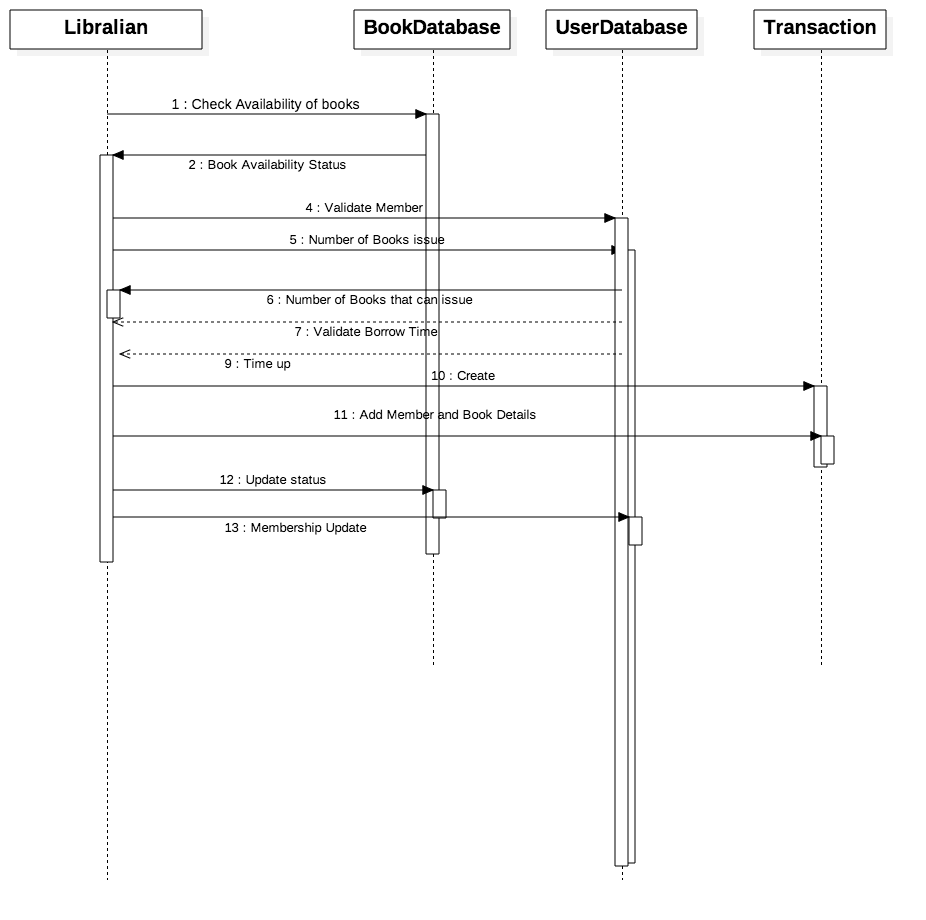 Libralian
BookDatabase
UserDatabase
Transaction
1 : Check Availability of books
2 : Book Availability Status
4 : Validate Member
5 : Number of Books issue
6 : Number of Books that can issue
7 : Validate Borrow Time
9 : Time up
10 : Create
11 : Add Member and Book Details
12 : Update status
13 : Membership Update